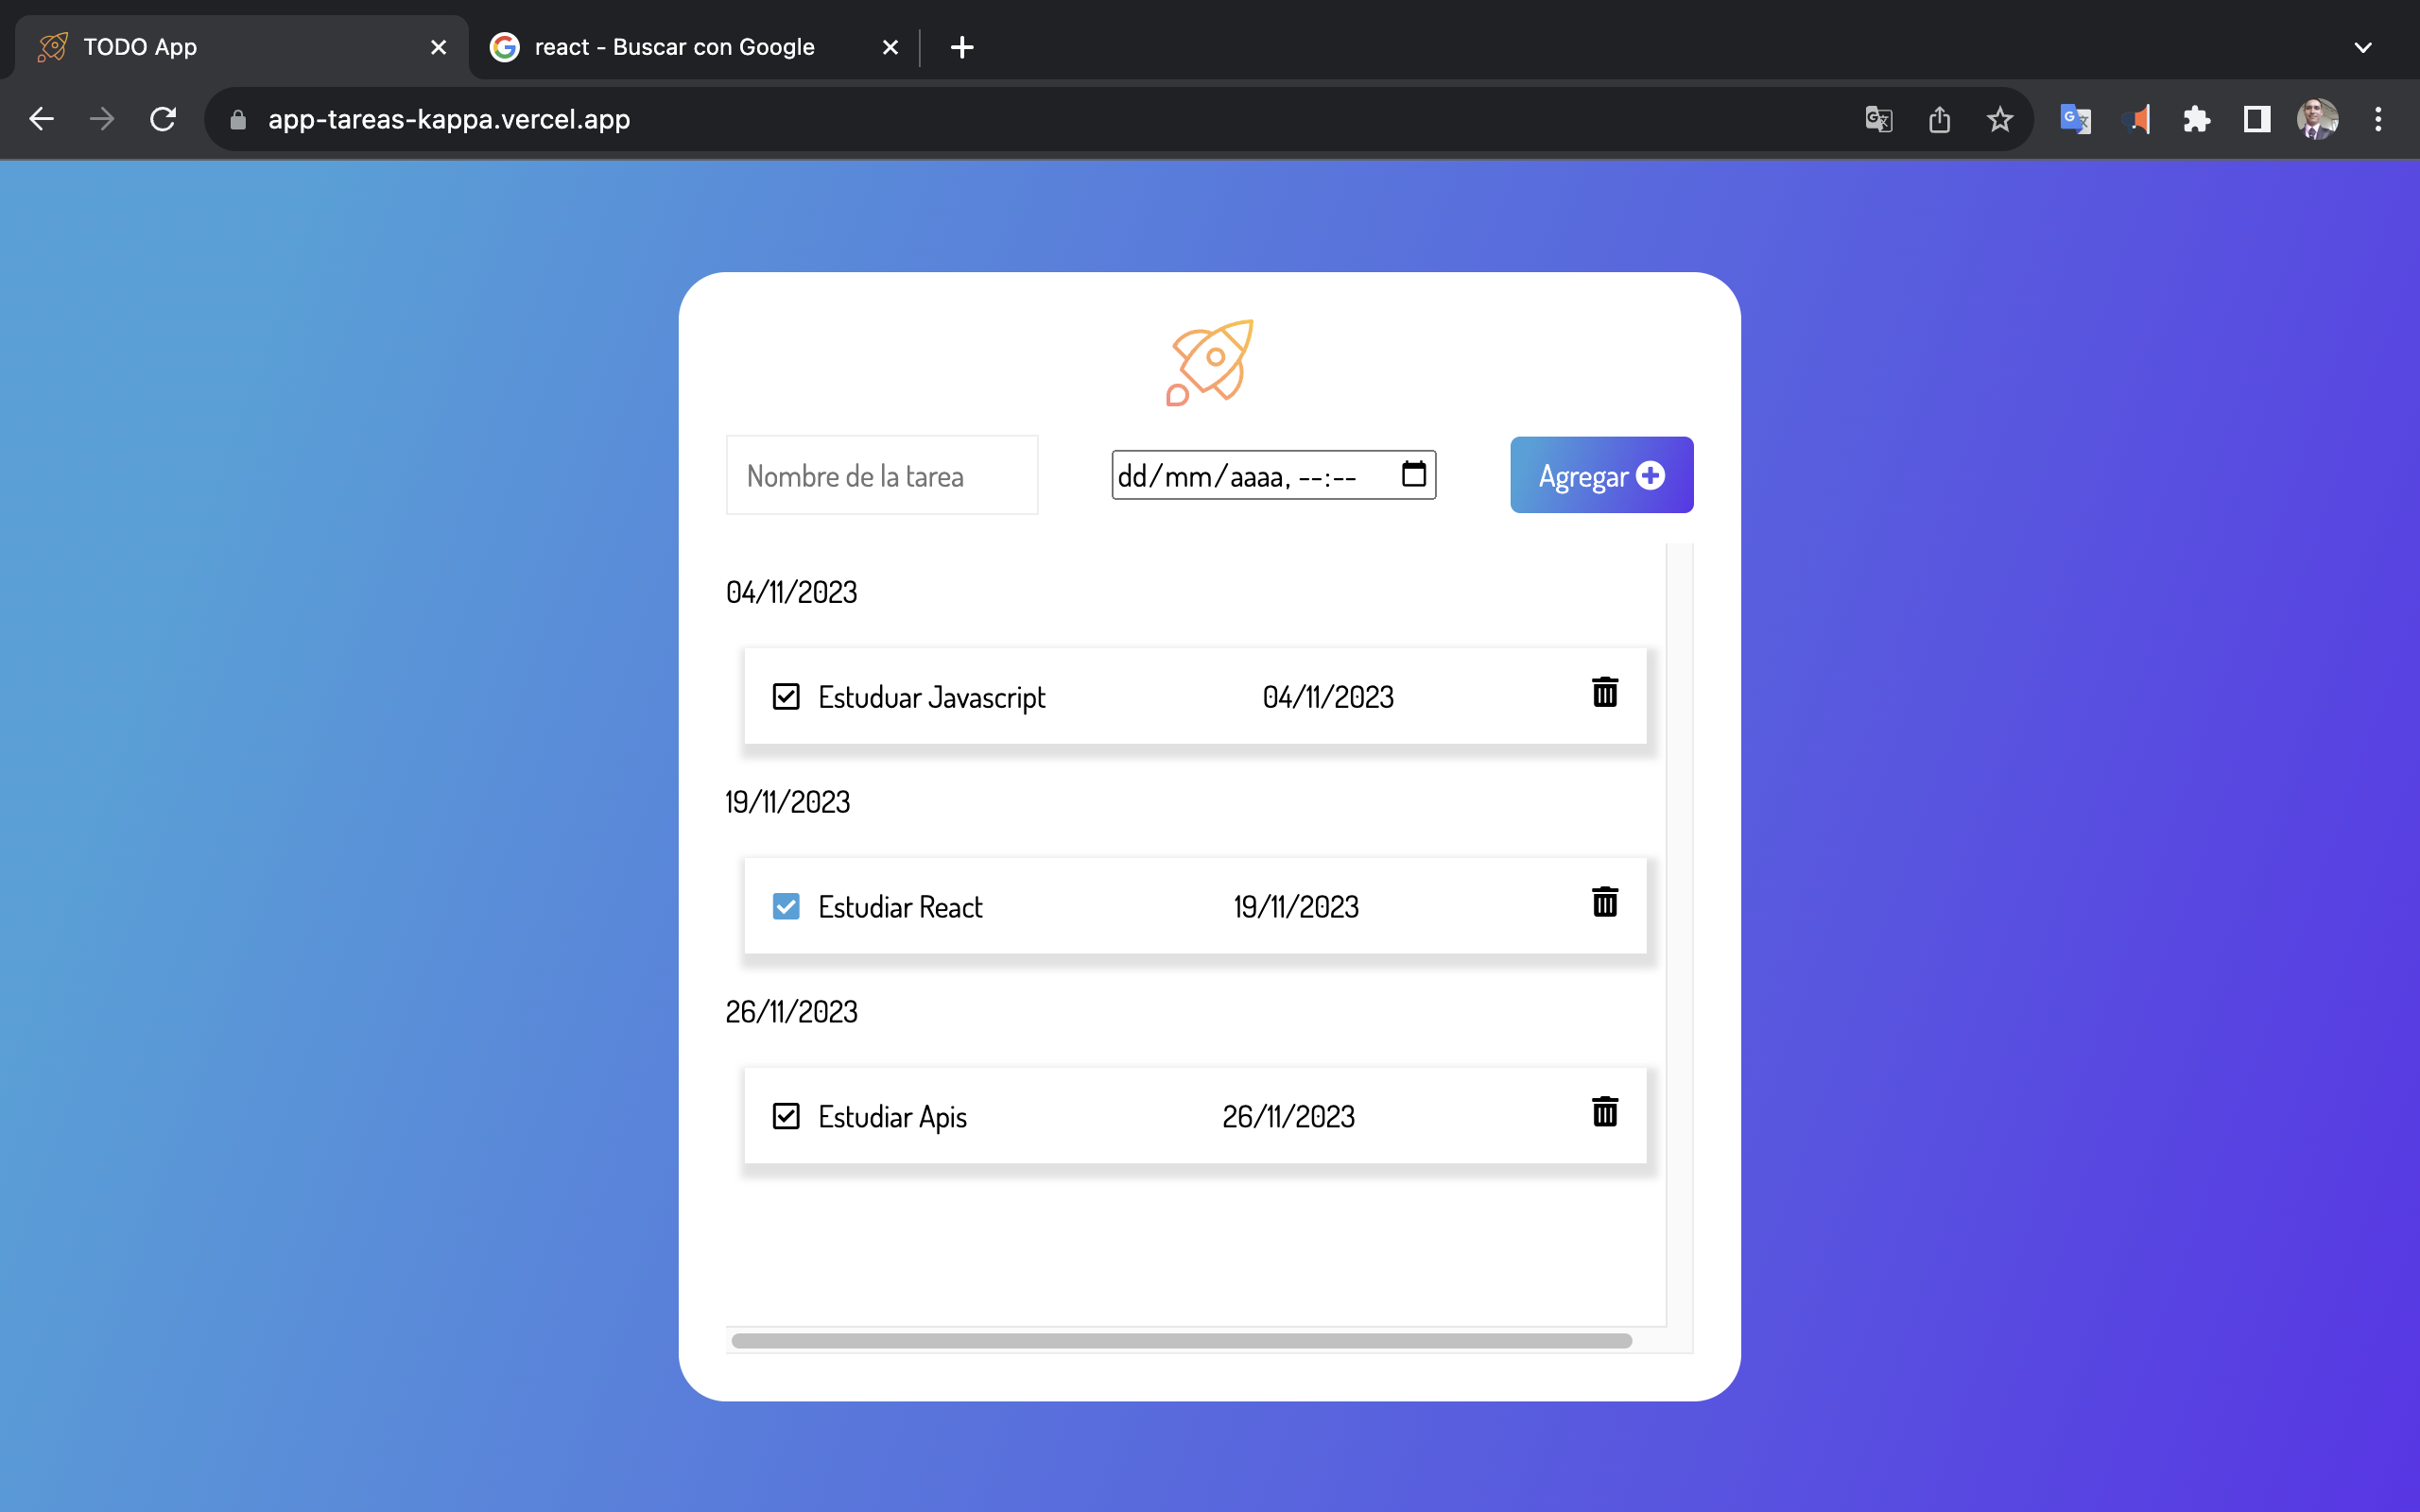 TODO App
react - Buscar con Google
app-tareas-kappa.vercel.app
Nombre de la tarea
dd/mm/aaaa, --:--
Agregar
04/11/2023
Estuduar Javascript 04/11/2023
19/11/2023
Estudiar React 19/11/2023
26/11/2023
Estudiar Apis 26/11/2023